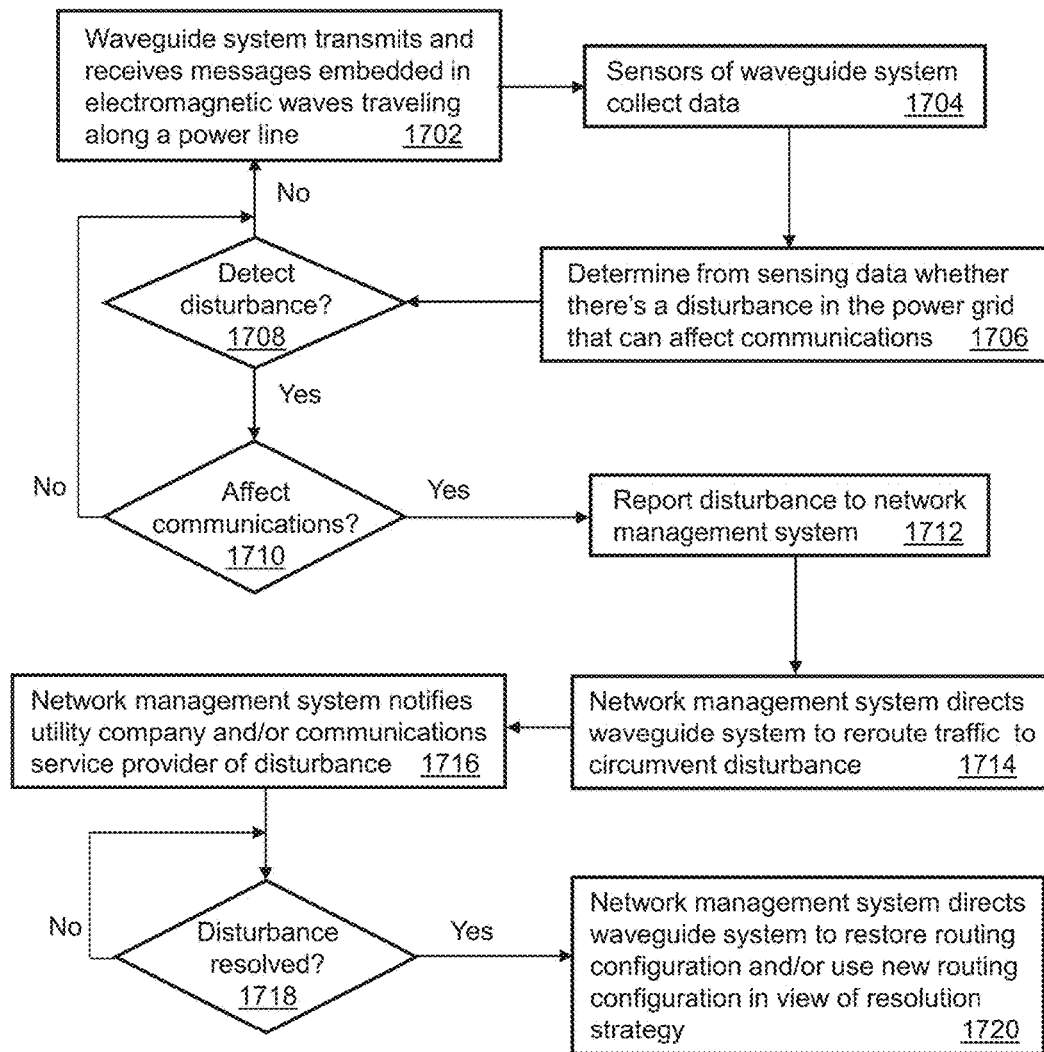 Waveguide system transmits and
receives messages embedded in
electromagnetic waves traveling
along a power line 1702
Sensors of waveguide system
collect data 1704
No
Detect
disturbance?
1708
Determine from sensing data whether
there's a disturbance in the power grid
that can affect communications 1706
Yes
No
Affect
communications?
1710
Yes
Report disturbance to network
management system 1712
Network management system directs
waveguide system to reroute traffic to
circumvent disturbance 1714
Network management system notifies
utility company and/or communications
service provider of disturbance 1716
No
Disturbance
resolved?
1718
Yes
Network management system directs
waveguide system to restore routing
configuration and/or use new routing
configuration in view of resolution
strategy 1720